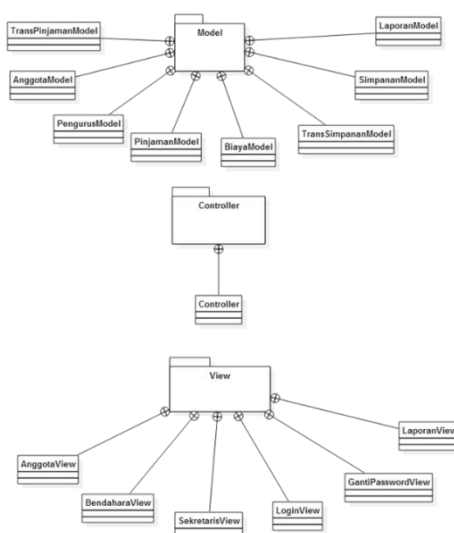 TransPinjamanModel
Model
LaporanModel
AnggotaModel
SimpananModel
PengurusModel
PinjamanModel
BiayaModel
TransSimpananModel
Controller
Controller
View
LaporanView
AnggotaView
GantiPasswordView
BendaharaView
SekretarisView
LoginView